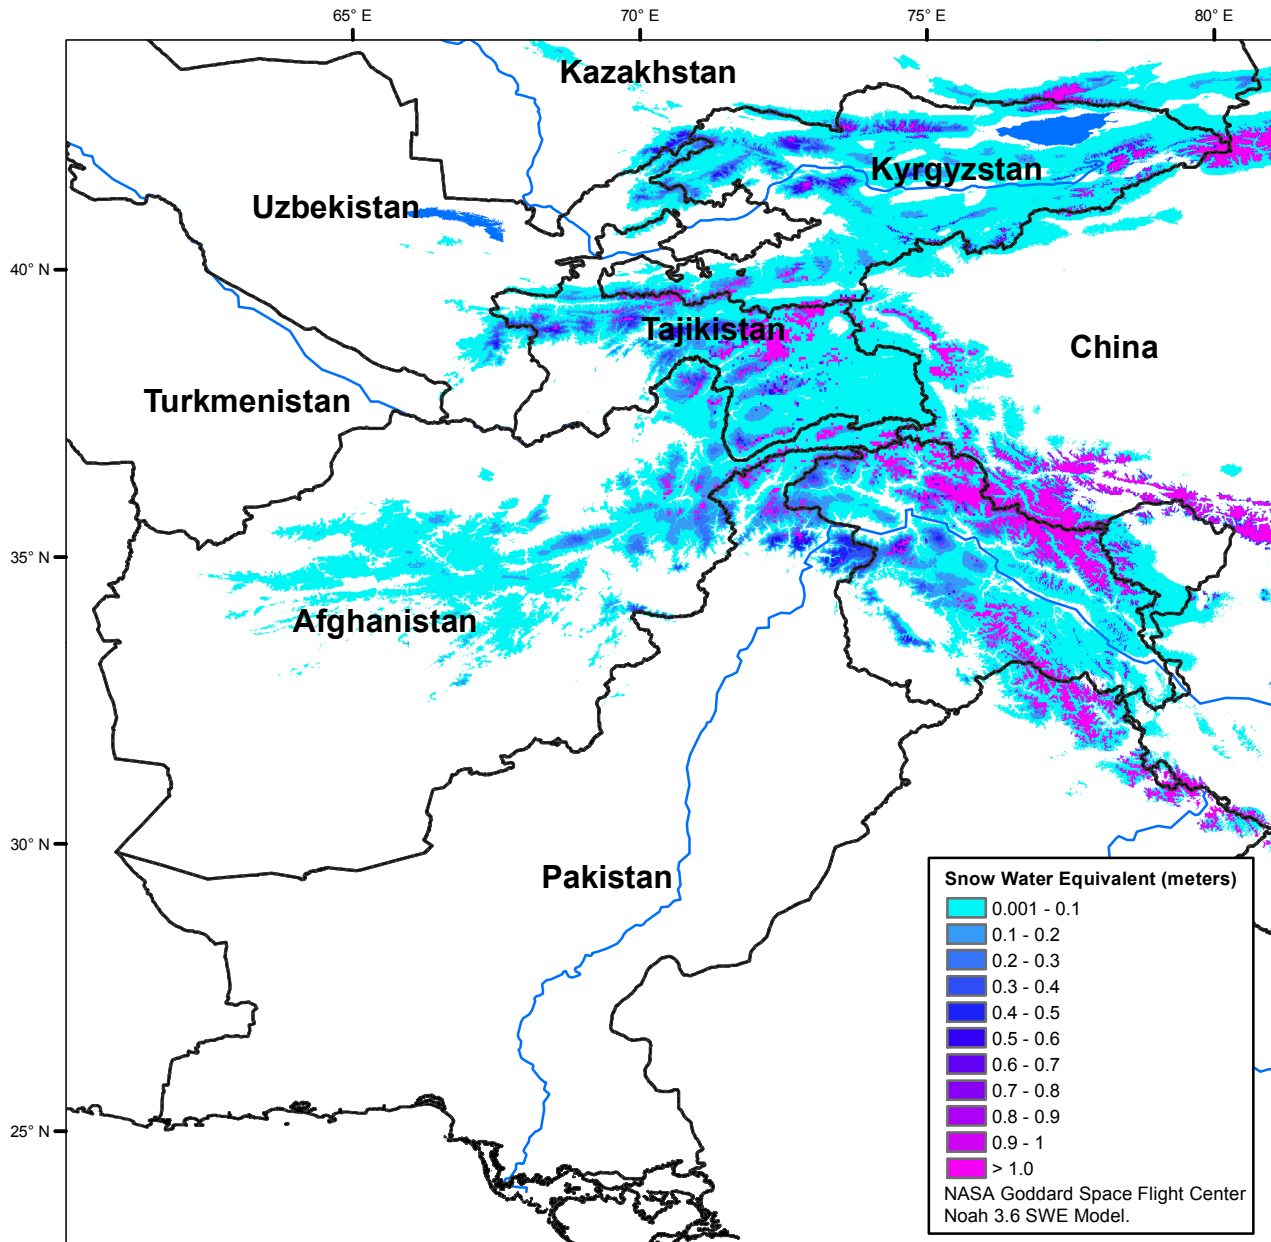 65° E
70° E
75° E
80° E
Kazakhstan
Kyrgyzstan
Uzbekistan
40° N
Tajikistan
China
Turkmenistan
35° N
Afghanistan
30° N
Pakistan
25° N
Snow Water Equivalent (meters)
0.001 - 0.1
0.1 - 0.2
0.2 - 0.3
0.3 - 0.4
0.4 - 0.5
0.5 - 0.6
0.6 - 0.7
0.7 - 0.8
0.8 - 0.9
0.9 - 1
> 1.0
NASA Goddard Space Flight Center
Noah 3.6 SWE Model.